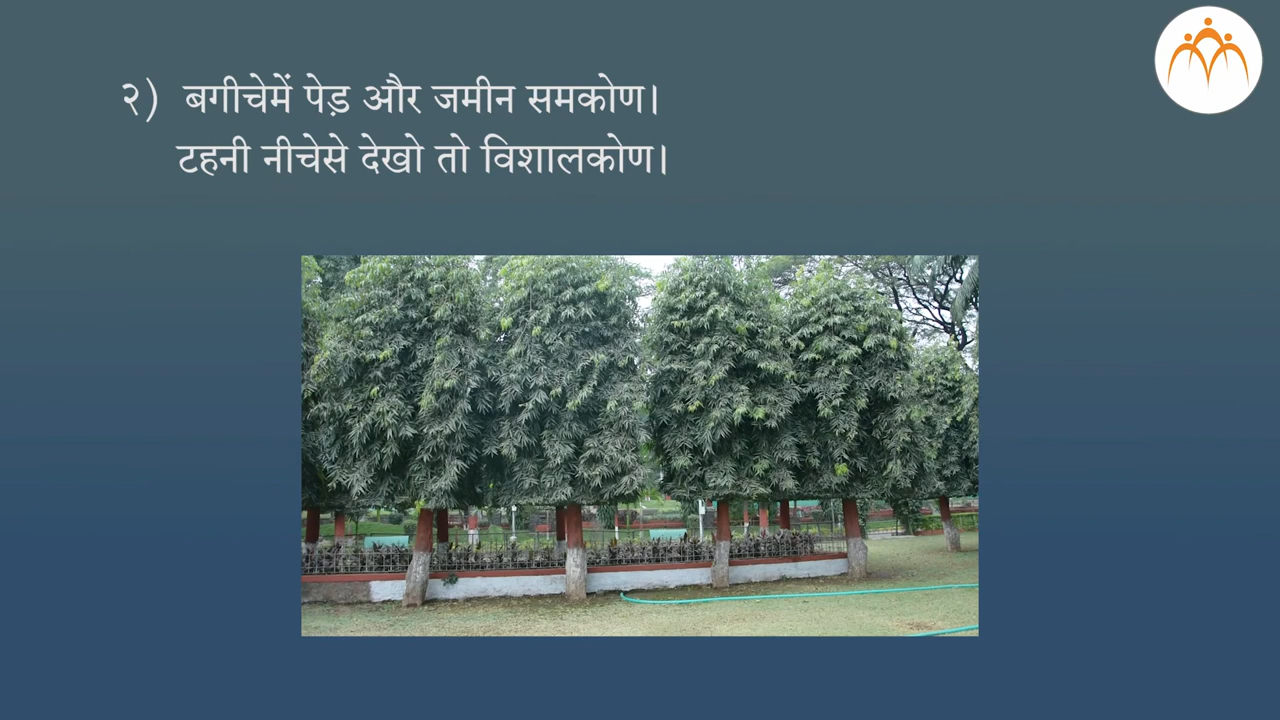 २) बगीचेमें पेड़ और जमीन समकोण।
टहनी नीचेसे देखो तो विशालकोण।